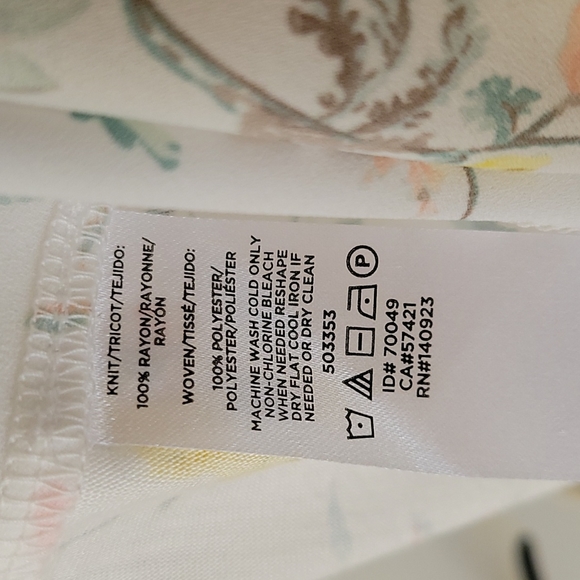 KNIT/TRICOT/TEJIDO:
100% RAYON/RAYONNE/
RAYÓN
WOVEN/TISSÉ/TEJIDO:
100% POLYESTER/
POLYESTER/POLIÉSTER
MACHINE WASH COLD ONLY
NON-CHLORINE BLEACH
WHEN NEEDED RESHAPE
DRY FLAT COOL IRON IF
NEEDED OR DRY CLEAN
503353
P
ID# 70049
CA#57421
RN#140923